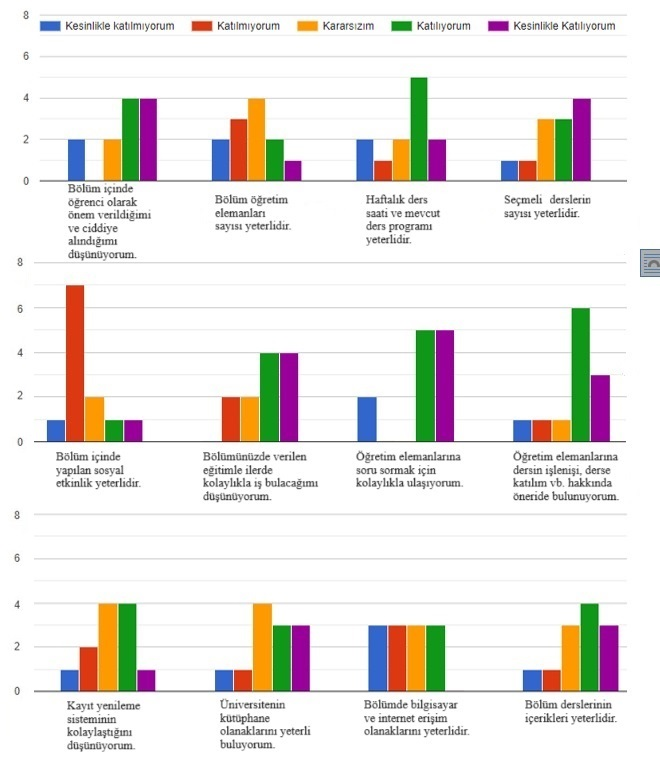 8
Kesinlikle katılmıyorum Katılmıyorum Kararsızım Katılıyorum Kesinlikle Katılıyorum
6
4
2
0
Bölüm içinde
öğrenci olarak
önem verildiğimi
ve ciddiye
alındığımı
düşünüyorum.
Bölüm öğretim
elemanları
sayısı yeterlidir.
Haftalık ders
saati ve mevcut
ders programı
yeterlidir.
Seçmeli derslerin
sayısı yeterlidir.
8
6
4
2
0
Bölüm içinde
yapılan sosyal
etkinlik yeterlidir.
Bölümünüzde verilen
eğitimle ilerde
kolaylıkla iş bulacağımı
düşünüyorum.
Öğretim elemanlarına
soru sormak için
kolaylıkla ulaşıyorum.
Öğretim elemanlarına
dersin işlenişi, derse
katılım vb. hakkında
öneride bulunuyorum.
8
6
4
2
0
Kayıt yenileme
sisteminin
kolaylaştığını
düşünüyorum.
Üniversitenin
kütüphane
olanaklarını yeterli
buluyorum.
Bölümde bilgisayar
ve internet erişim
olanaklarını yeterlidir.
Bölüm derslerinin
içerikleri yeterlidir.